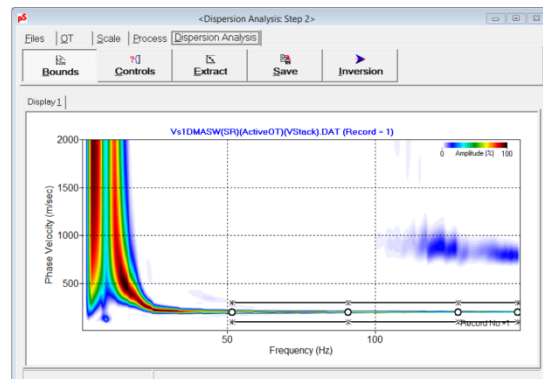 pS
<Dispersion Analysis: Step 2>
Files OT Scale Process Dispersion Analysis
Bounds Controls Extract Save Inversion
Display 1
Vs1DMASW(SR)(ActiveOT)(VStack).DAT (Record = 1)
0 Amplitude (%) 100
2000
1500
1000
500
Phase Velocity (m/sec)
50 100
Record No.=1
Frequency (Hz)